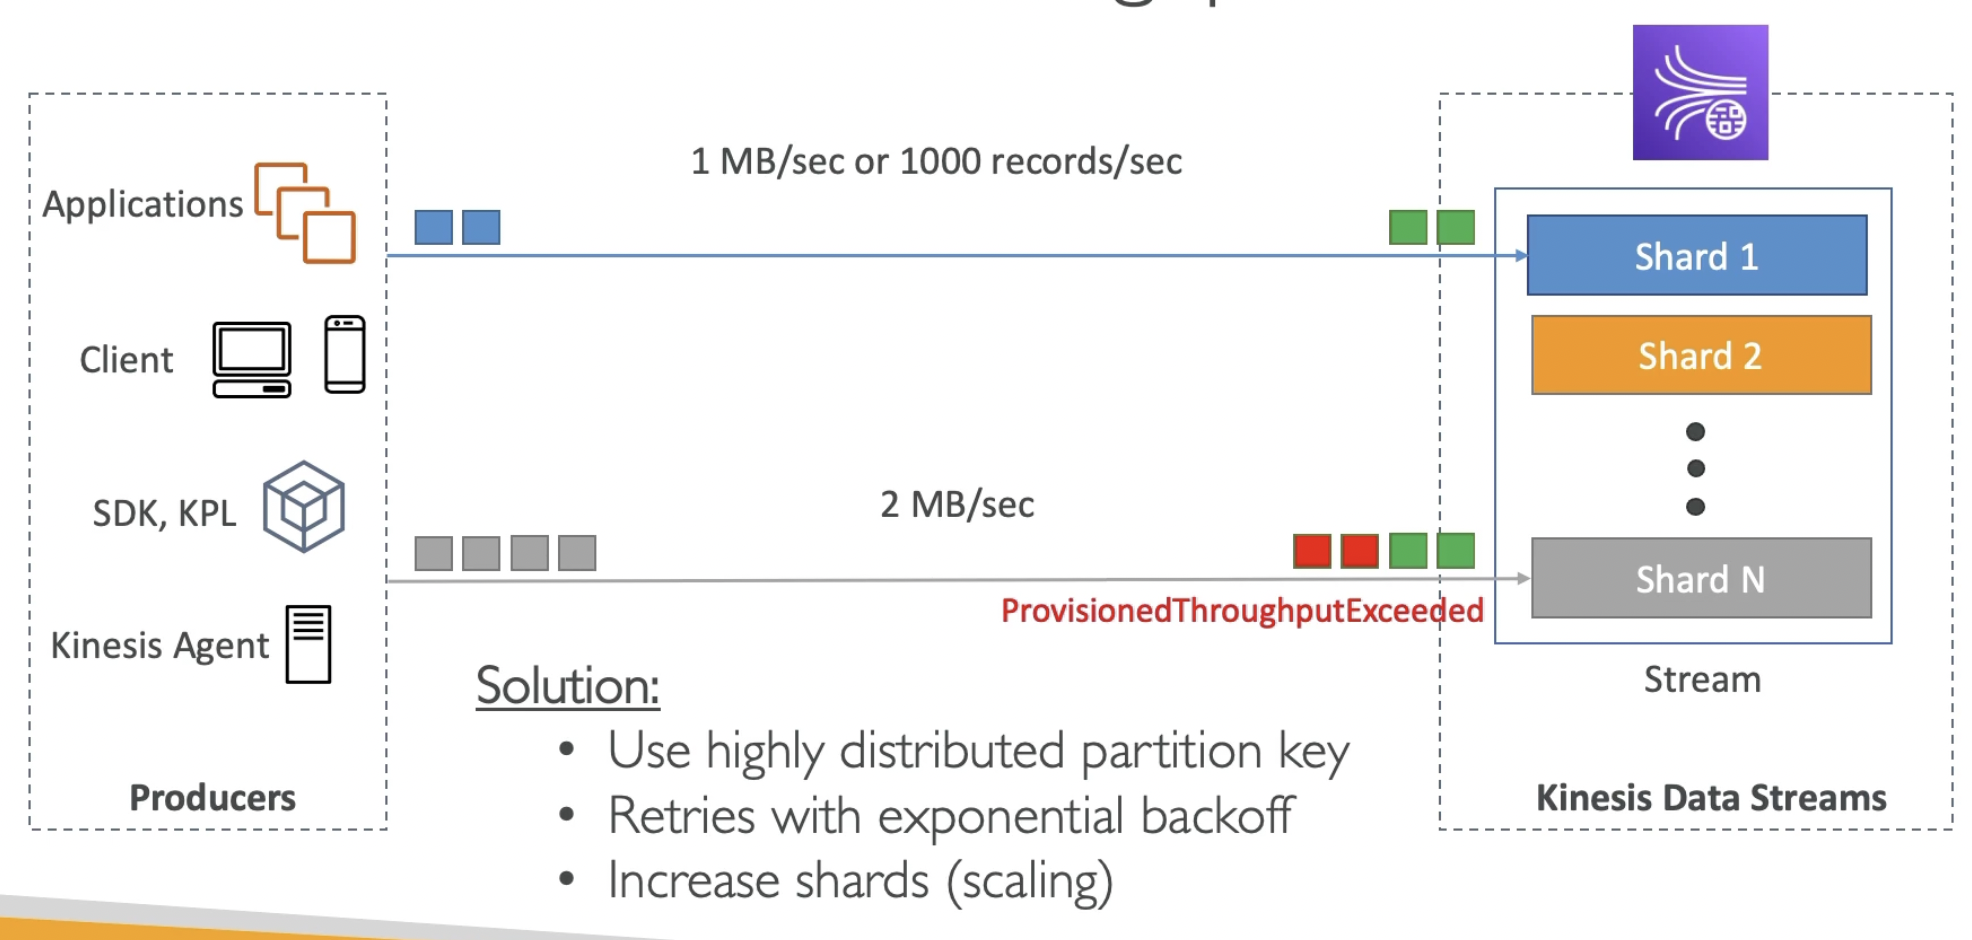 1 MB/sec or 1000 records/sec
Applications
Shard 1
Client
Shard 2
2 MB/sec
SDK, KPL
Shard N
ProvisionedThroughputExceeded
Kinesis Agent
Stream
Solution:
• Use highly distributed partition key
• Retries with exponential backoff
• Increase shards (scaling)
Producers
Kinesis Data Streams